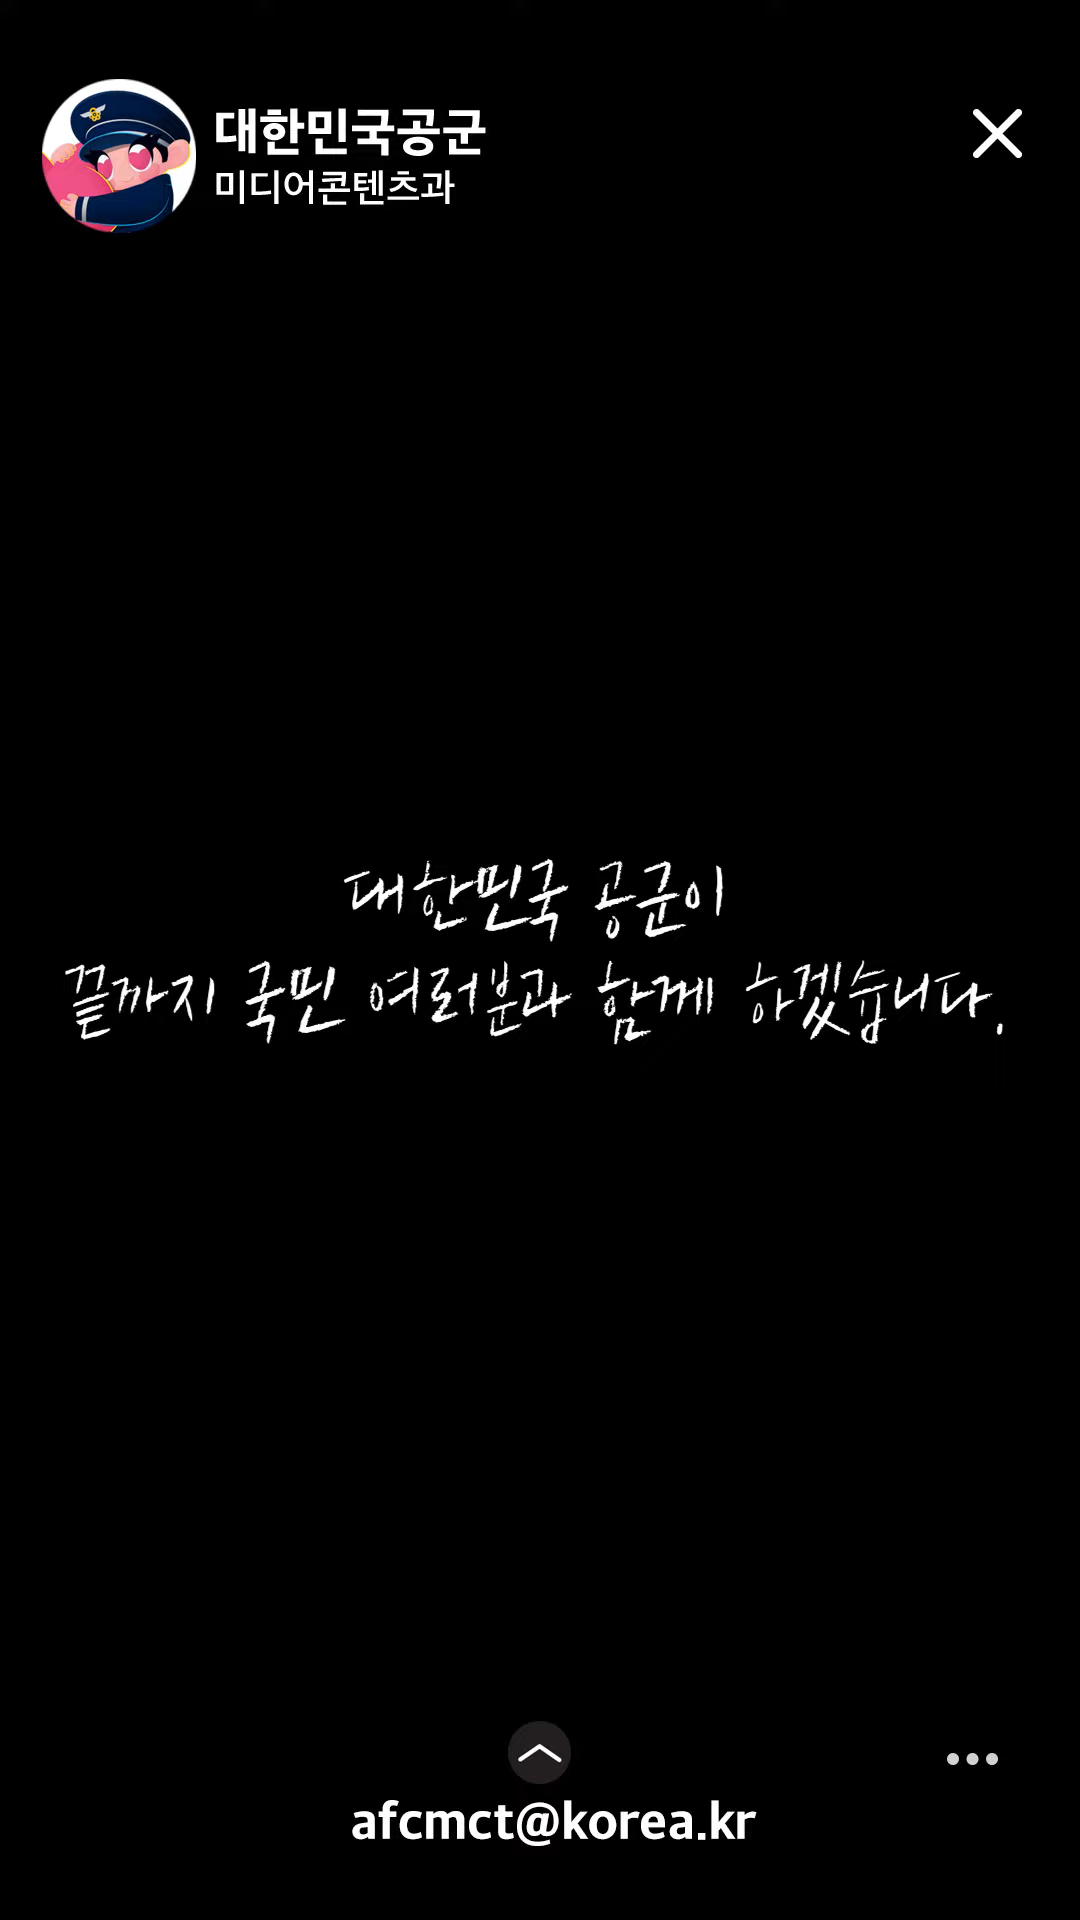 대한민국공군
미디어콘텐츠과
대한민국 공군이
끝까지 국민 여러분과 함께 하겠습니다.
afcmct@korea.kr